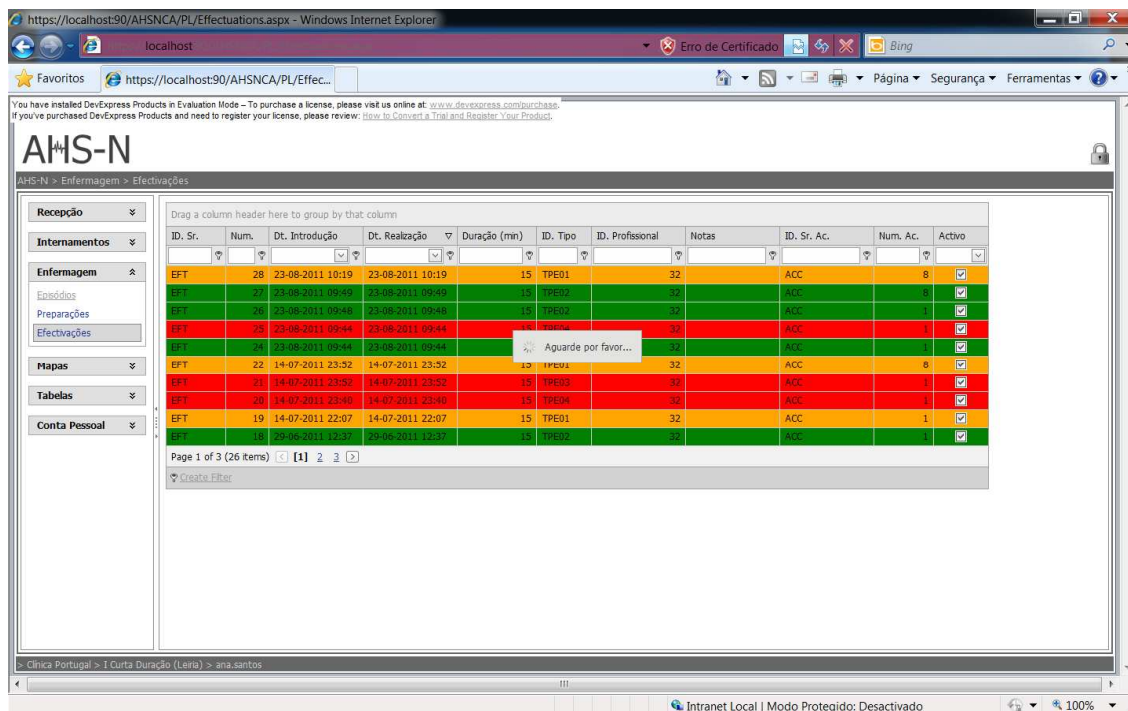 https://localhost:90/AHSNCA/PL/Effectuations.aspx - Windows Internet Explorer
localhost
Erro de Certificado
Bing
Favoritos
https://localhost:90/AHSNCA/PL/Effec...
Página
Segurança
Ferramentas
You have installed DevExpress Products in Evaluation Mode – To purchase a license, please visit us online at: www.devexpress.com/purchase.
If you've purchased DevExpress Products and need to register your license, please review: How to Convert a Trial and Register Your Product.
AHS-N
AHS-N > Enfermagem > Efectivações
Recepção
Internamentos
Enfermagem
Episódios
Preparações
Efectivações
Mapas
Tabelas
Conta Pessoal
Drag a column header here to group by that column
ID. Sr. Num. Dt. Introdução Dt. Realização Duração (min) ID. Tipo ID. Profissional Notas ID. Sr. Ac. Num. Ac. Activo
EFT 28 23-08-2011 10:19 23-08-2011 10:19 15 TPE01 32 ACC 8
EFT 27 23-08-2011 09:49 23-08-2011 09:49 15 TPE02 32 ACC 8
EFT 26 23-08-2011 09:48 23-08-2011 09:48 15 TPE02 32 ACC 1
EFT 25 23-08-2011 09:44 23-08-2011 09:44 15 TPE04 32 ACC 1
EFT 24 23-08-2011 09:44 23-08-2011 09:44 32 ACC 1
Aguarde por favor...
EFT 22 14-07-2011 23:52 14-07-2011 23:52 15 TPE01 32 ACC 8
EFT 21 14-07-2011 23:52 14-07-2011 23:52 15 TPE03 32 ACC 1
EFT 20 14-07-2011 23:40 14-07-2011 23:40 15 TPE04 32 ACC 1
EFT 19 14-07-2011 22:07 14-07-2011 22:07 15 TPE01 32 ACC 1
EFT 18 29-06-2011 12:37 29-06-2011 12:37 15 TPE02 32 ACC 1
Page 1 of 3 (26 items) [1] 2 3
Create Filter
> Clínica Portugal > I Curta Duração (Leiria) > ana.santos
Intranet Local | Modo Protegido: Desactivado
100%